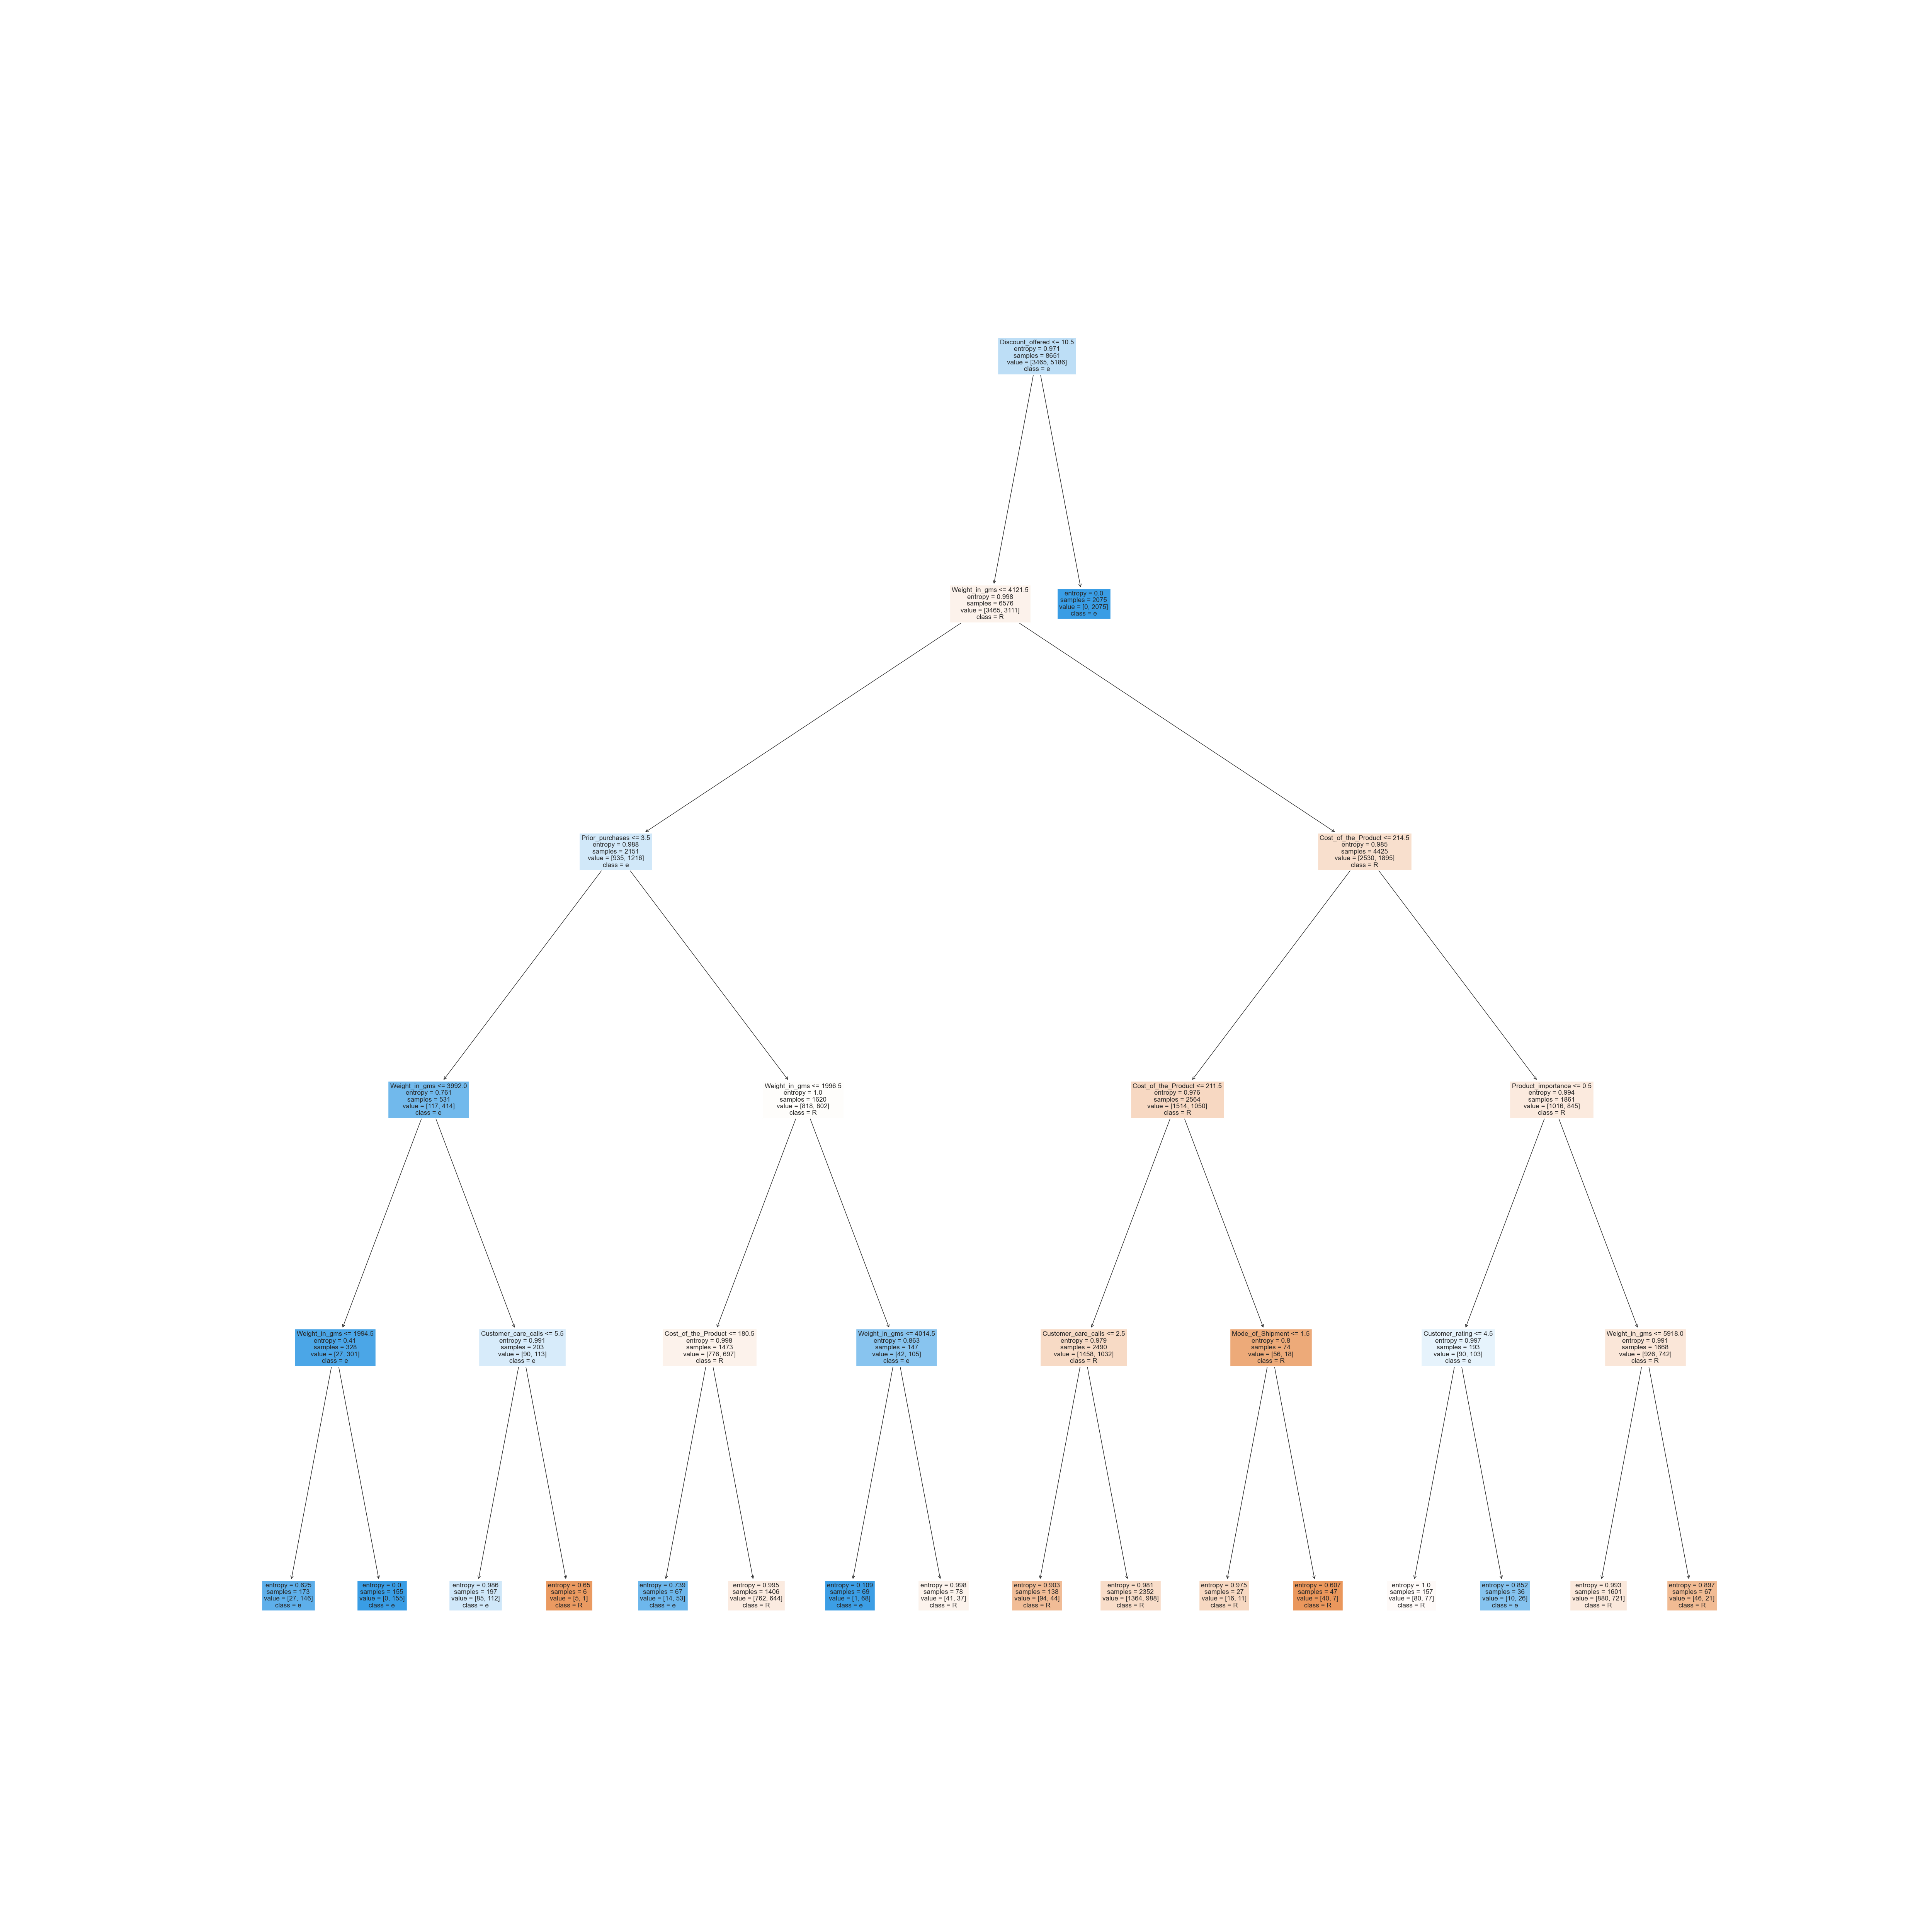 Discount_offered <= 10.5
entropy = 0.971
samples = 8651
value = [3465, 5186]
class = e
Weight_in_gms <= 4121.5
entropy = 0.998
samples = 6576
value = [3465, 3111]
class = R
entropy = 0.0
samples = 2075
value = [0, 2075]
class = e
Prior_purchases <= 3.5
entropy = 0.988
samples = 2151
value = [935, 1216]
class = e
Cost_of_the_Product <= 214.5
entropy = 0.985
samples = 4425
value = [2530, 1895]
class = R
Weight_in_gms <= 3992.0
entropy = 0.761
samples = 531
value = [117, 414]
class = e
Weight_in_gms <= 1996.5
entropy = 1.0
samples = 1620
value = [818, 802]
class = R
Cost_of_the_Product <= 211.5
entropy = 0.976
samples = 2564
value = [1514, 1050]
class = R
Product_importance <= 0.5
entropy = 0.994
samples = 1861
value = [1016, 845]
class = R
Weight_in_gms <= 1994.5
entropy = 0.41
samples = 328
value = [27, 301]
class = e
Customer_care_calls <= 5.5
entropy = 0.991
samples = 203
value = [90, 113]
class = e
Cost_of_the_Product <= 180.5
entropy = 0.998
samples = 1473
value = [776, 697]
class = R
Weight_in_gms <= 4014.5
entropy = 0.863
samples = 147
value = [42, 105]
class = e
Customer_care_calls <= 2.5
entropy = 0.979
samples = 2490
value = [1458, 1032]
class = R
Mode_of_Shipment <= 1.5
entropy = 0.8
samples = 74
value = [56, 18]
class = R
Customer_rating <= 4.5
entropy = 0.997
samples = 193
value = [90, 103]
class = e
Weight_in_gms <= 5918.0
entropy = 0.991
samples = 1668
value = [926, 742]
class = R
entropy = 0.625
samples = 173
value = [27, 146]
class = e
entropy = 0.0
samples = 155
value = [0, 155]
class = e
entropy = 0.986
samples = 197
value = [85, 112]
class = e
entropy = 0.65
samples = 6
value = [5, 1]
class = R
entropy = 0.739
samples = 67
value = [14, 53]
class = e
entropy = 0.995
samples = 1406
value = [762, 644]
class = R
entropy = 0.109
samples = 69
value = [1, 68]
class = e
entropy = 0.998
samples = 78
value = [41, 37]
class = R
entropy = 0.903
samples = 138
value = [94, 44]
class = R
entropy = 0.981
samples = 2352
value = [1364, 988]
class = R
entropy = 0.975
samples = 27
value = [16, 11]
class = R
entropy = 0.607
samples = 47
value = [40, 7]
class = R
entropy = 1.0
samples = 157
value = [80, 77]
class = R
entropy = 0.852
samples = 36
value = [10, 26]
class = e
entropy = 0.993
samples = 1601
value = [880, 721]
class = R
entropy = 0.897
samples = 67
value = [46, 21]
class = R